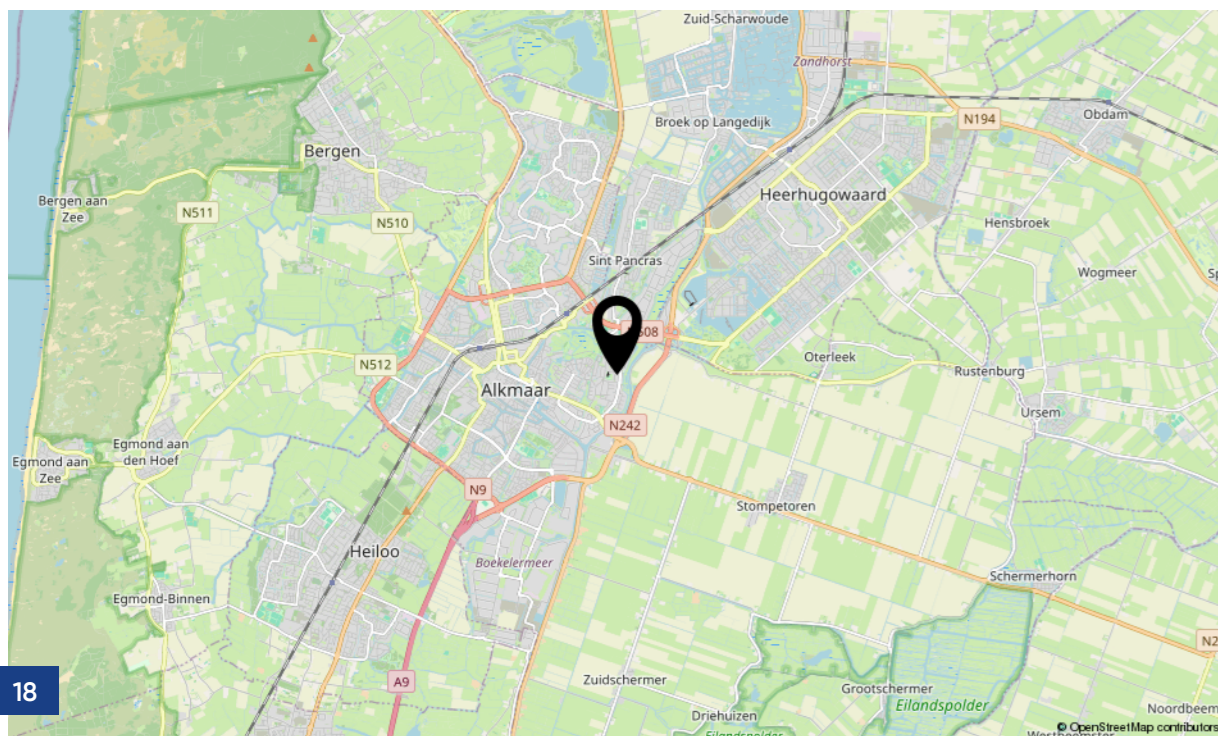 Zuid-Scharwoude
Zandhorst
Broek op Langedijk
Obdam
N194
Bergen
Heerhugowaard
Bergen aan
Zee
N511
N510
Hensbroek
Sint Pancras
Wogmeer
Oterleek
N512
Rustenburg
Alkmaar
Ursem
N242
Egmond aan
den Hoef
Egmond aan
Zee
N9
Stompetoren
Heiloo
Boekelermeer
Schermerhorn
Egmond-Binnen
Zuidschermer
A9
Grootschermer
18
Eilandspolder
Driehuizen
Noordbeem
© OpenStreetMap contributors
Eilandspolder